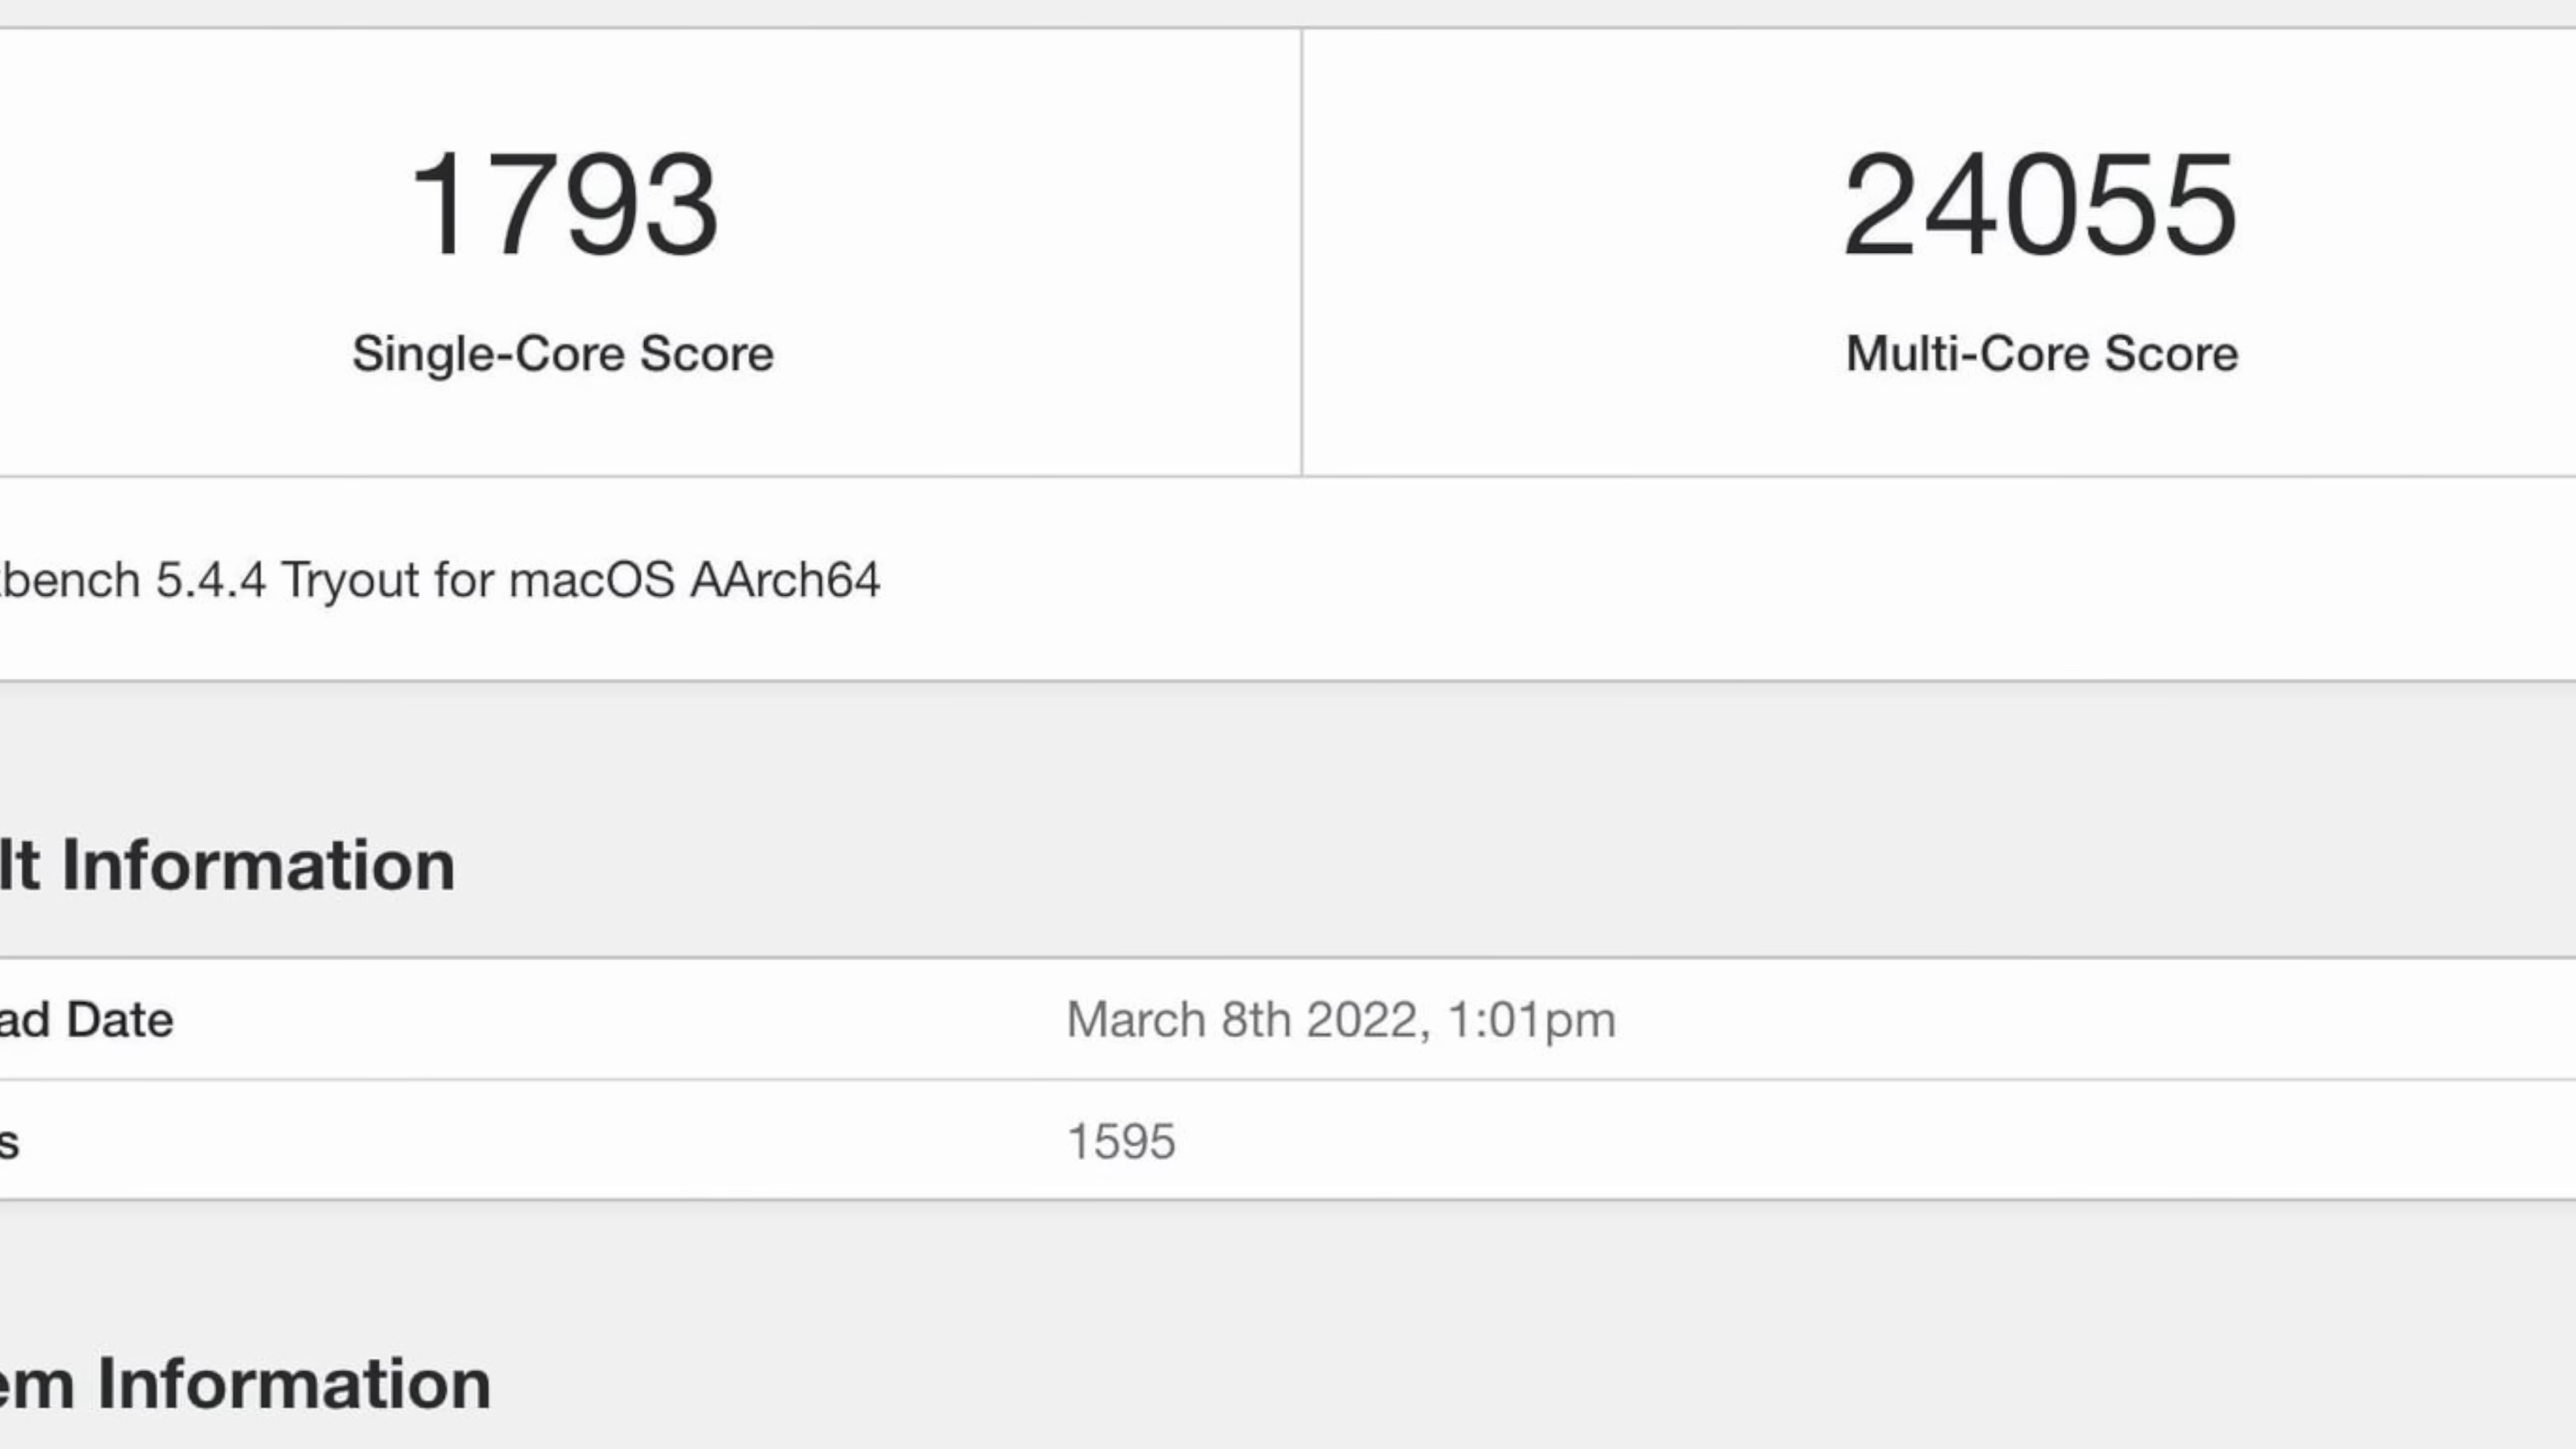 1793 24055
Single-Core Score Multi-Core Score
bench 5.4.4 Tryout for macOS AArch64
lt Information
ad Date March 8th 2022, 1:01pm
s 1595
em Information